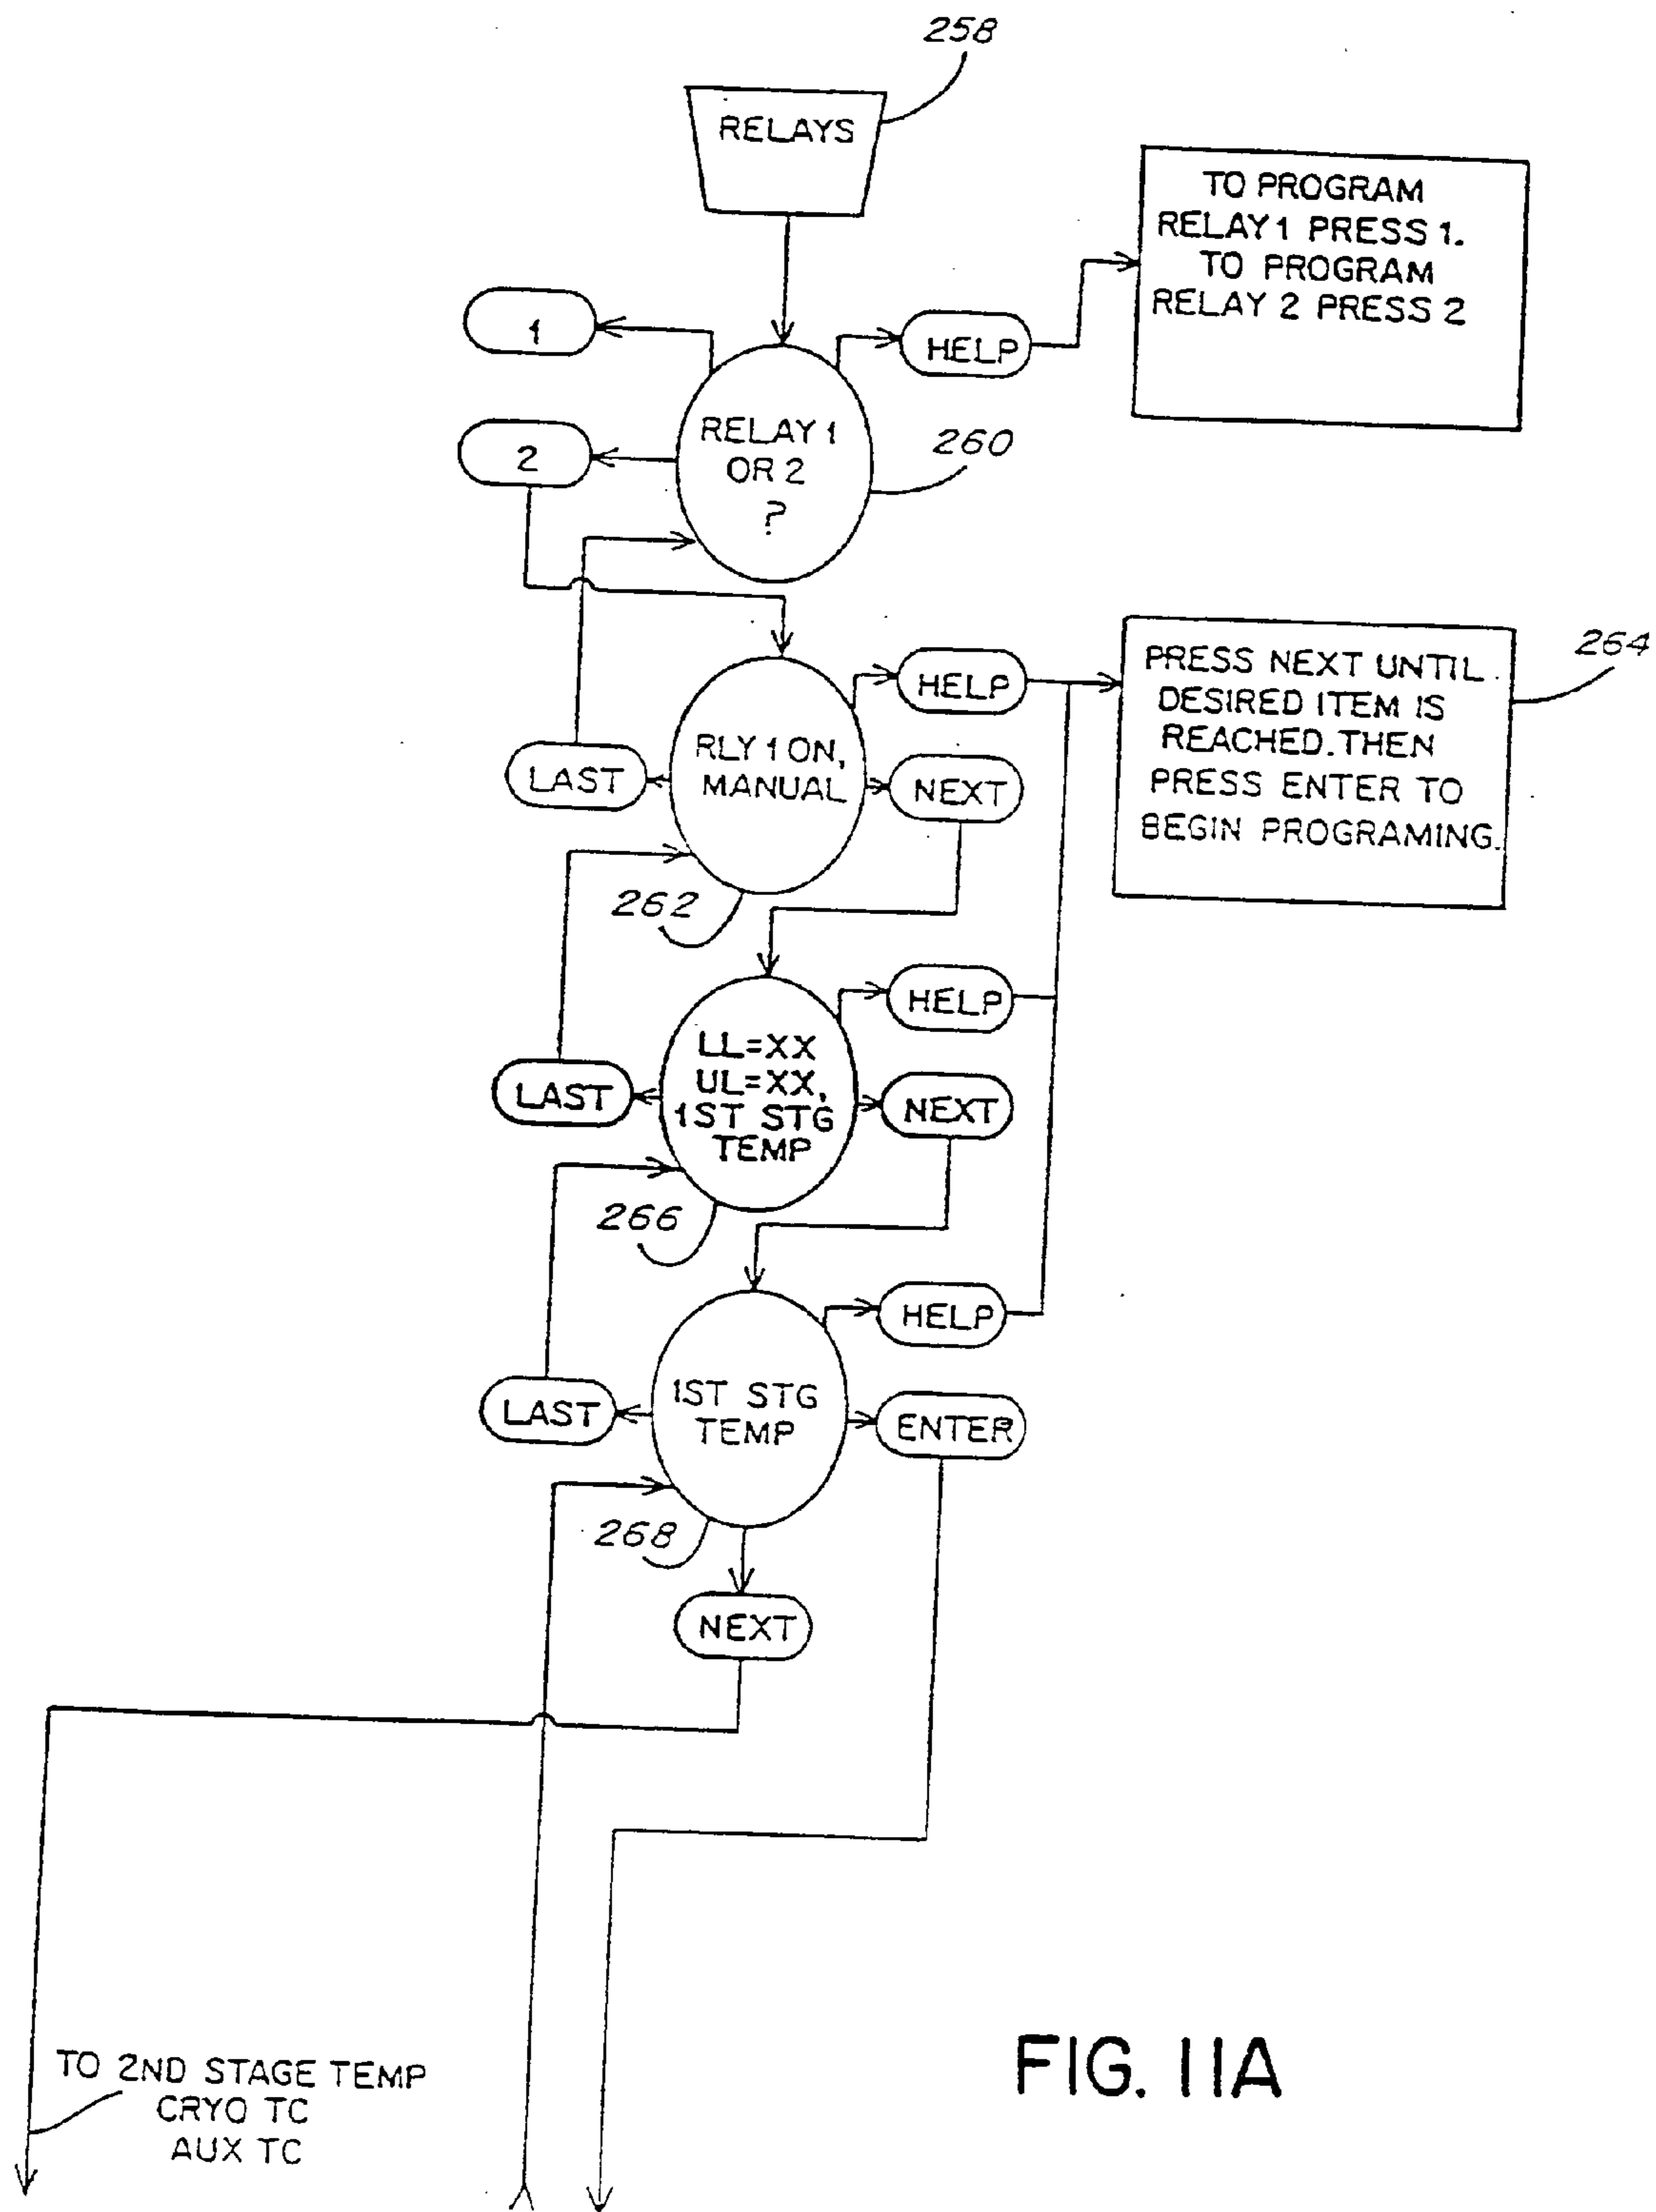 258
RELAYS
TO PROGRAM
RELAY 1 PRESS 1.
TO PROGRAM
RELAY 2 PRESS 2
1
HELP
2
RELAY 1
OR 2
?
260
HELP
PRESS NEXT UNTIL
DESIRED ITEM IS
REACHED. THEN
PRESS ENTER TO
BEGIN PROGRAMING.
264
LAST
RLY 1 ON,
MANUAL
NEXT
262
HELP
LAST
LL=XX
UL=XX,
1ST STG
TEMP
NEXT
266
HELP
LAST
1ST STG
TEMP
ENTER
268
NEXT
TO 2ND STAGE TEMP
CRYO TC
AUX TC
FIG. 11A